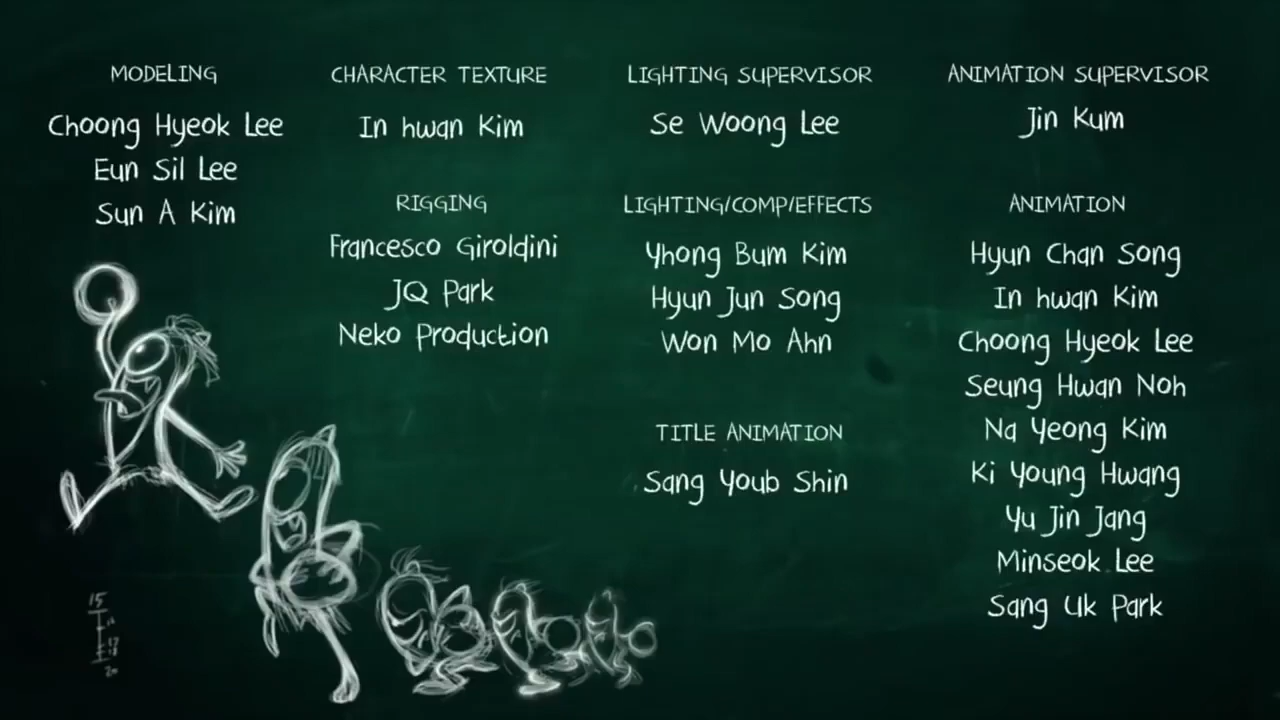 MODELING
Choong Hyeok Lee
Eun Sil Lee
Sun A Kim
CHARACTER TEXTURE
In hwan Kim
RIGGING
Francesco Giroldini
JQ Park
Neko Production
LIGHTING SUPERVISOR
Se Woong Lee
LIGHTING/COMP/EFFECTS
Yhong Bum Kim
Hyun Jun Song
Won Mo Ahn
TITLE ANIMATION
Sang Youb Shin
ANIMATION SUPERVISOR
Jin Kum
ANIMATION
Hyun Chan Song
In hwan Kim
Choong Hyeok Lee
Seung Hwan Noh
Na Yeong Kim
Ki Young Hwang
Yu Jin Jang
Minseok Lee
Sang Uk Park
15
20